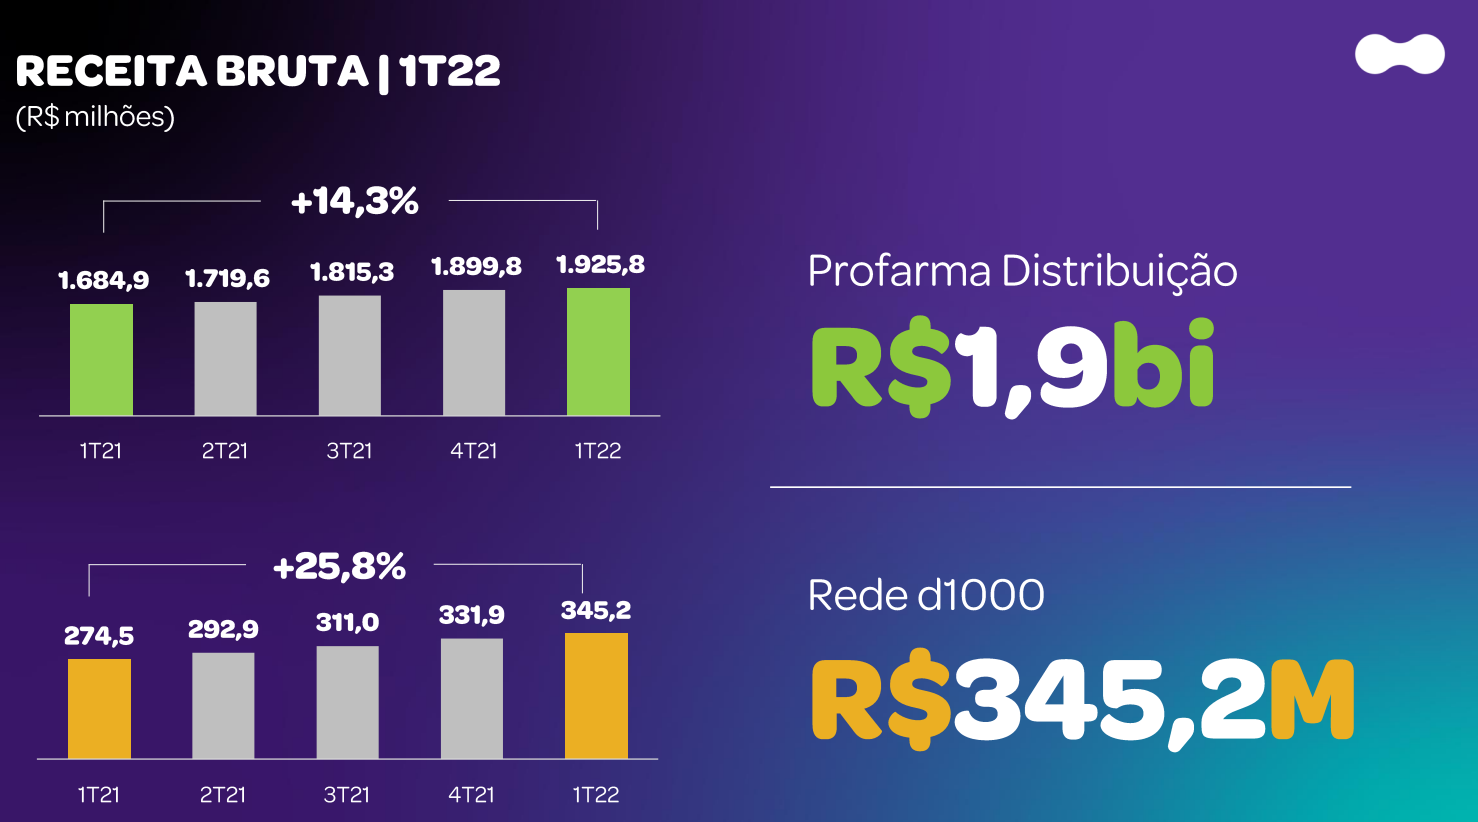 RECEITA BRUTA | 1T22
(R$ milhões)
+14,3%
1.684,9 1.719,6 1.815,3 1.899,8 1.925,8
1T21 2T21 3T21 4T21 1T22
Profarma Distribuição
R$1,9bi
+25,8%
274,5 292,9 311,0 331,9 345,2
1T21 2T21 3T21 4T21 1T22
Rede d1000
R$345,2M